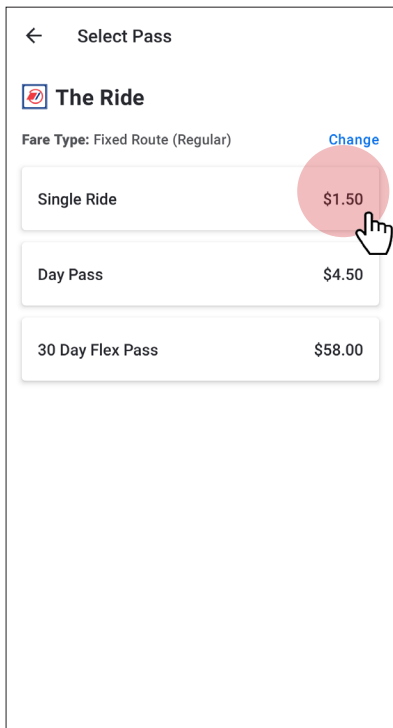 Select Pass
The Ride
Fare Type: Fixed Route (Regular) Change
Single Ride $1.50
Day Pass $4.50
30 Day Flex Pass $58.00